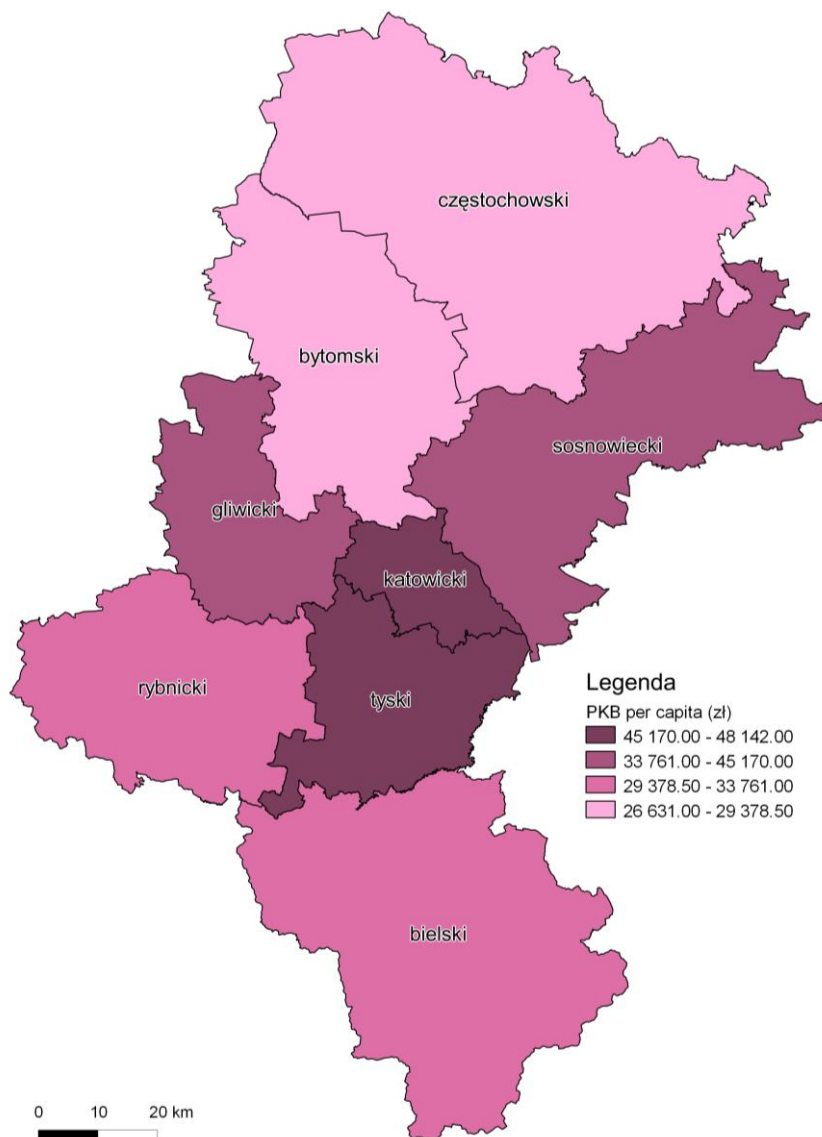 częstochowski
bytomski
sosnowiecki
gliwicki
katowicki
rybnicki
tyski
Legenda
PKB per capita (zł)
45 170.00 - 48 142.00
33 761.00 - 45 170.00
29 378.50 - 33 761.00
26 631.00 - 29 378.50
bielski
0 10 20 km